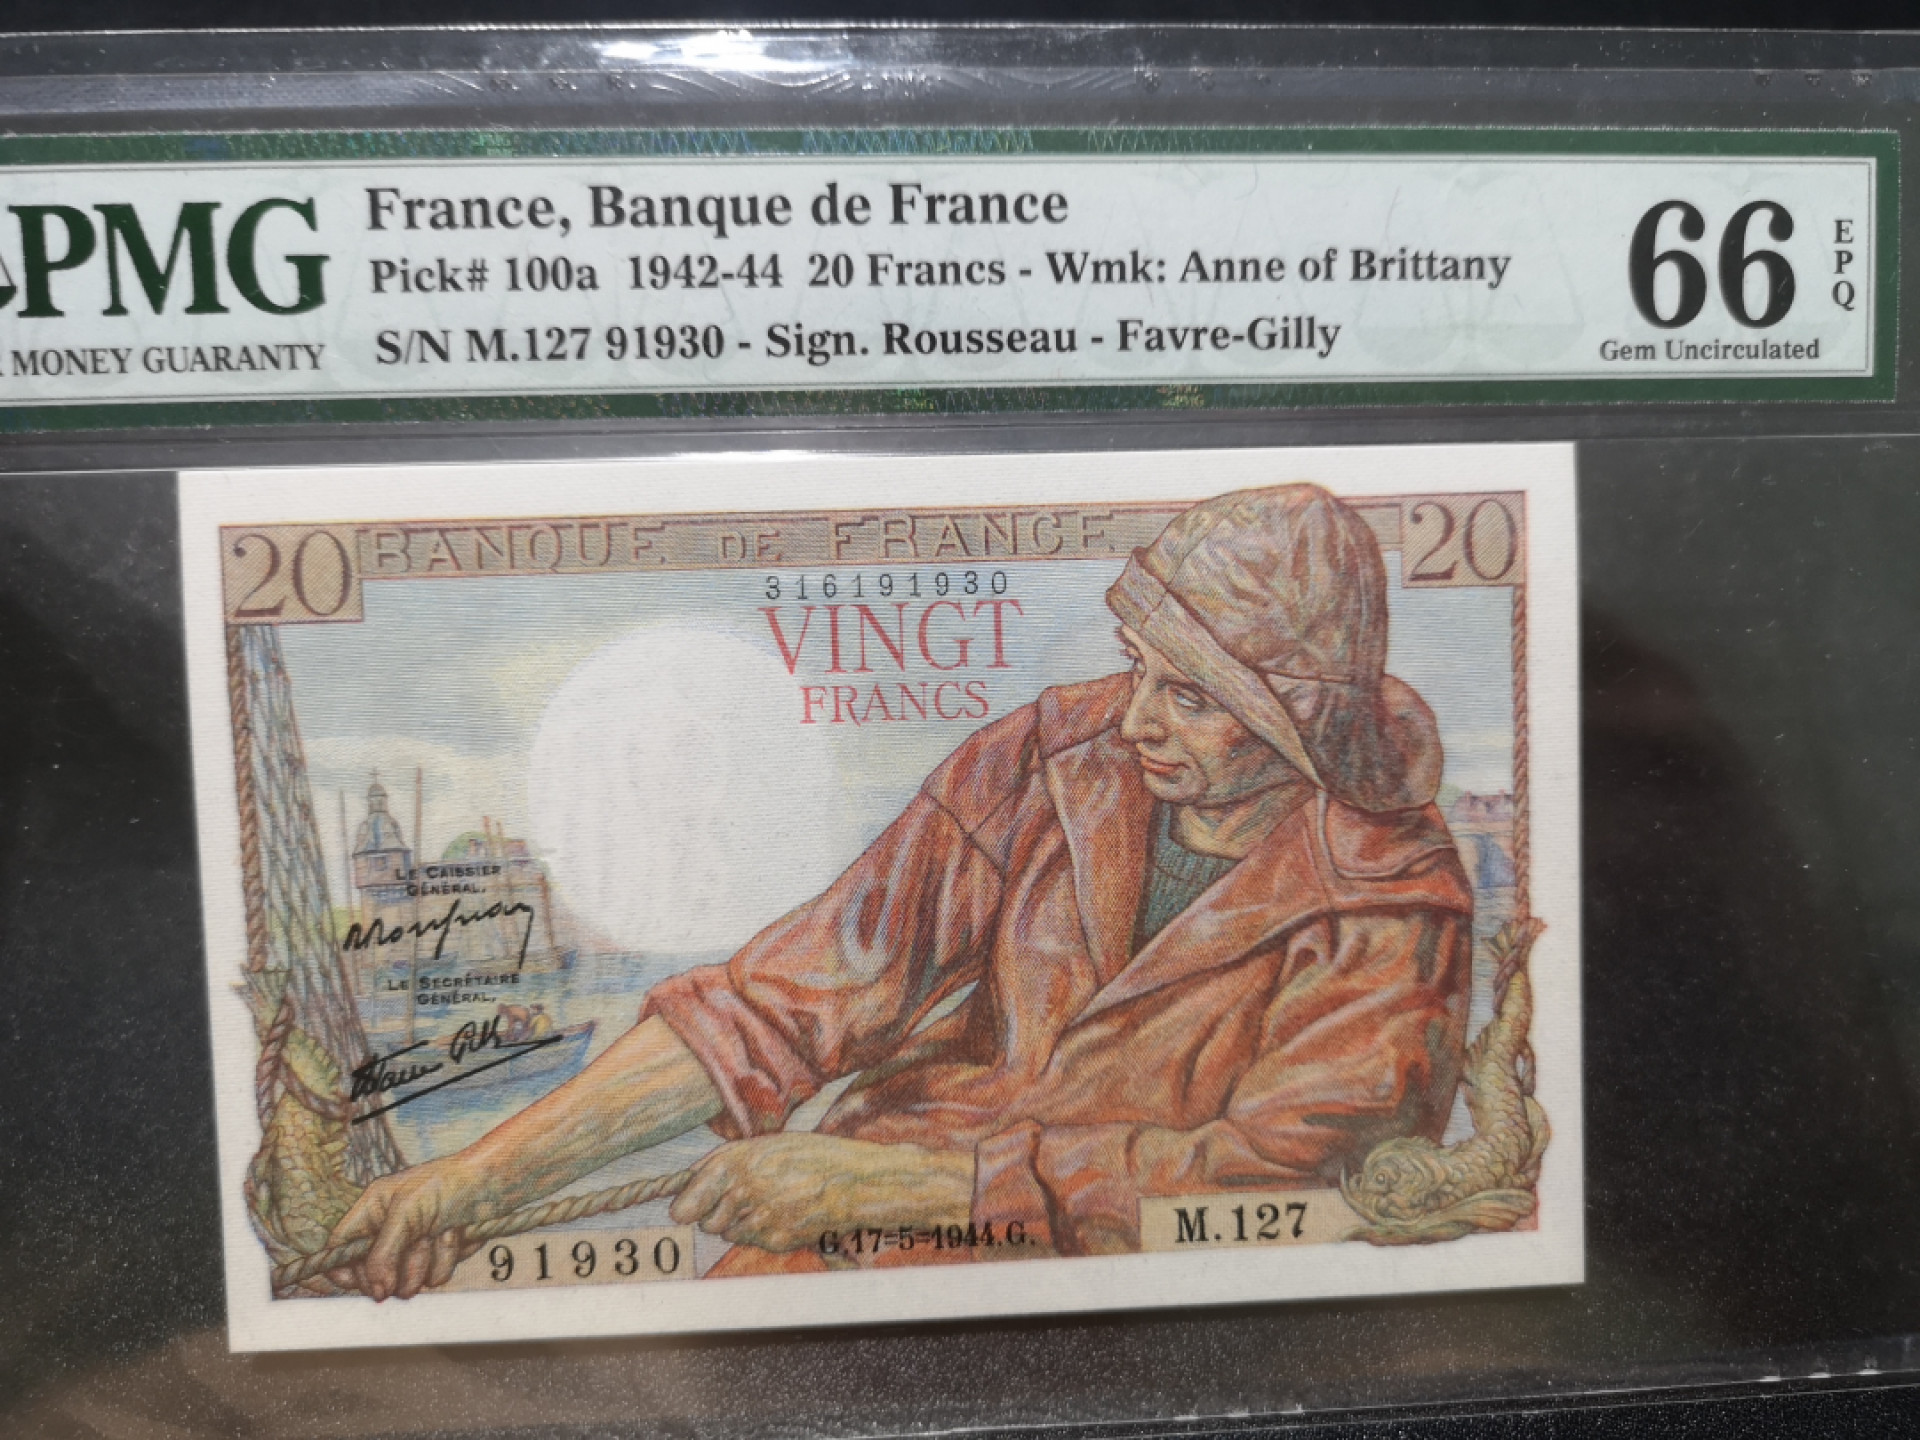 PMG
MONEY GUARANTY
France, Banque de France
Pick# 100a 1942-44 20 Francs - Wmk: Anne of Brittany
S/N M.127 91930 - Sign. Rousseau - Favre-Gilly
66
EPQ
Gem Uncirculated
20 BANQUE DE FRANCE 20
316191930
VINGT
FRANCS
LE CAISSIER
GÉNÉRAL,
LE SECRÉTAIRE
GÉNÉRAL,
91930
G.17=5=1944.G.
M.127